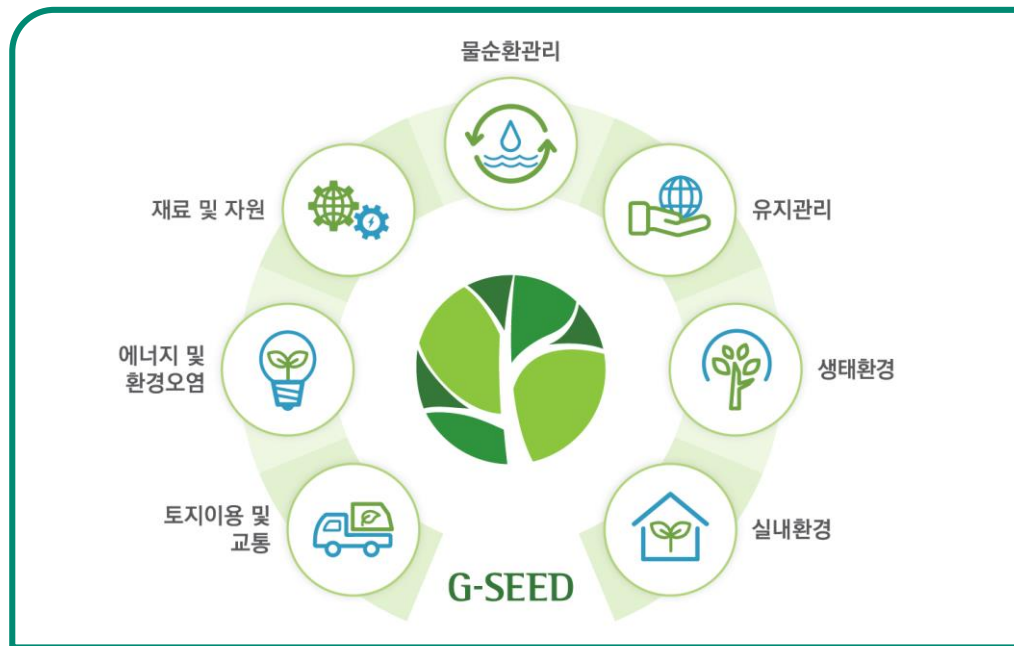 물순환관리
재료 및 자원
유지관리
에너지 및
환경오염
생태환경
토지이용 및
교통
실내환경
G-SEED